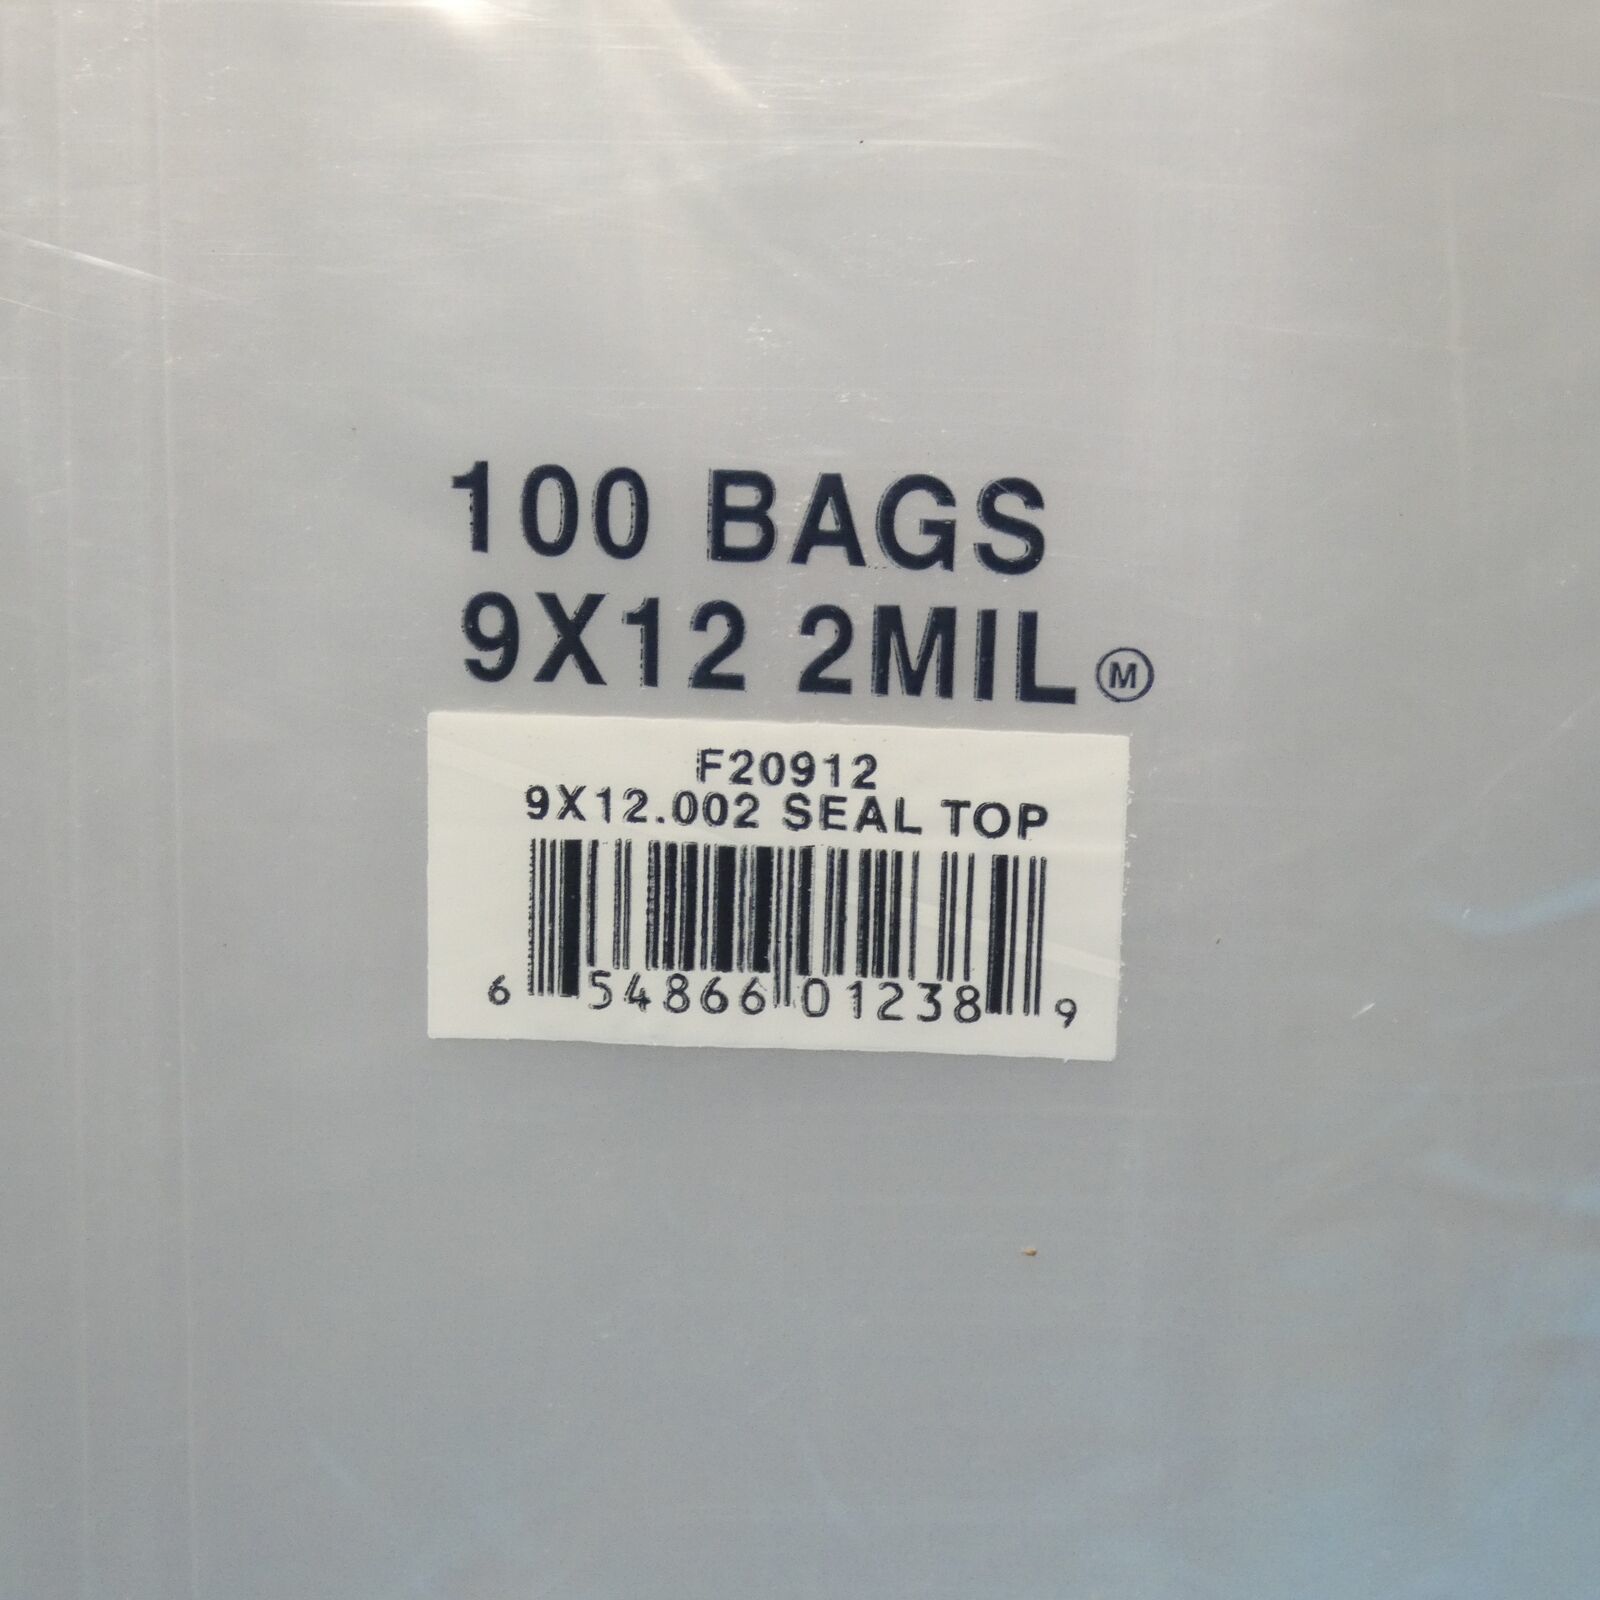 100 BAGS
9X12 2MIL Ⓜ
F20912
9X12.002 SEAL TOP
6 54866 01238 9